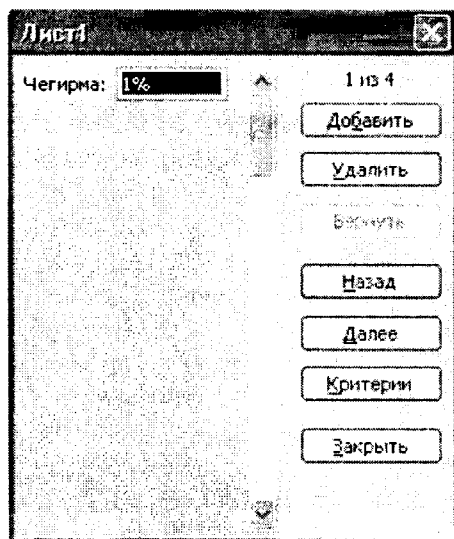 Лист1
Чегирма: 1%
1 из 4
Добавить
Удалить
Вернуть
Назад
Далее
Критерии
Закрыть